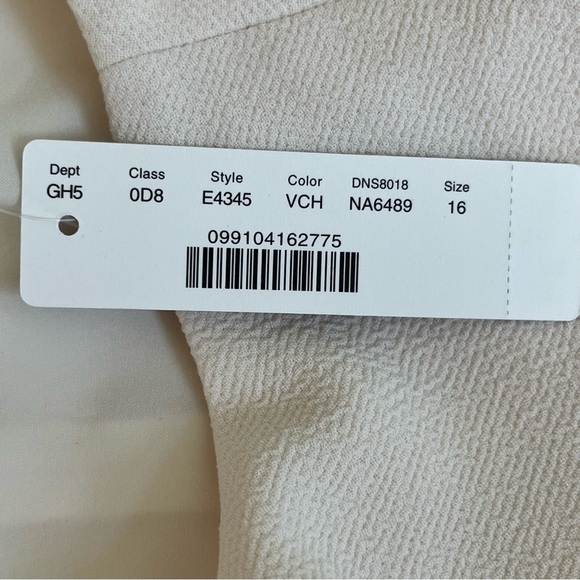 Dept Class Style Color DNS8018 Size
GH5 0D8 E4345 VCH NA6489 16
099104162775